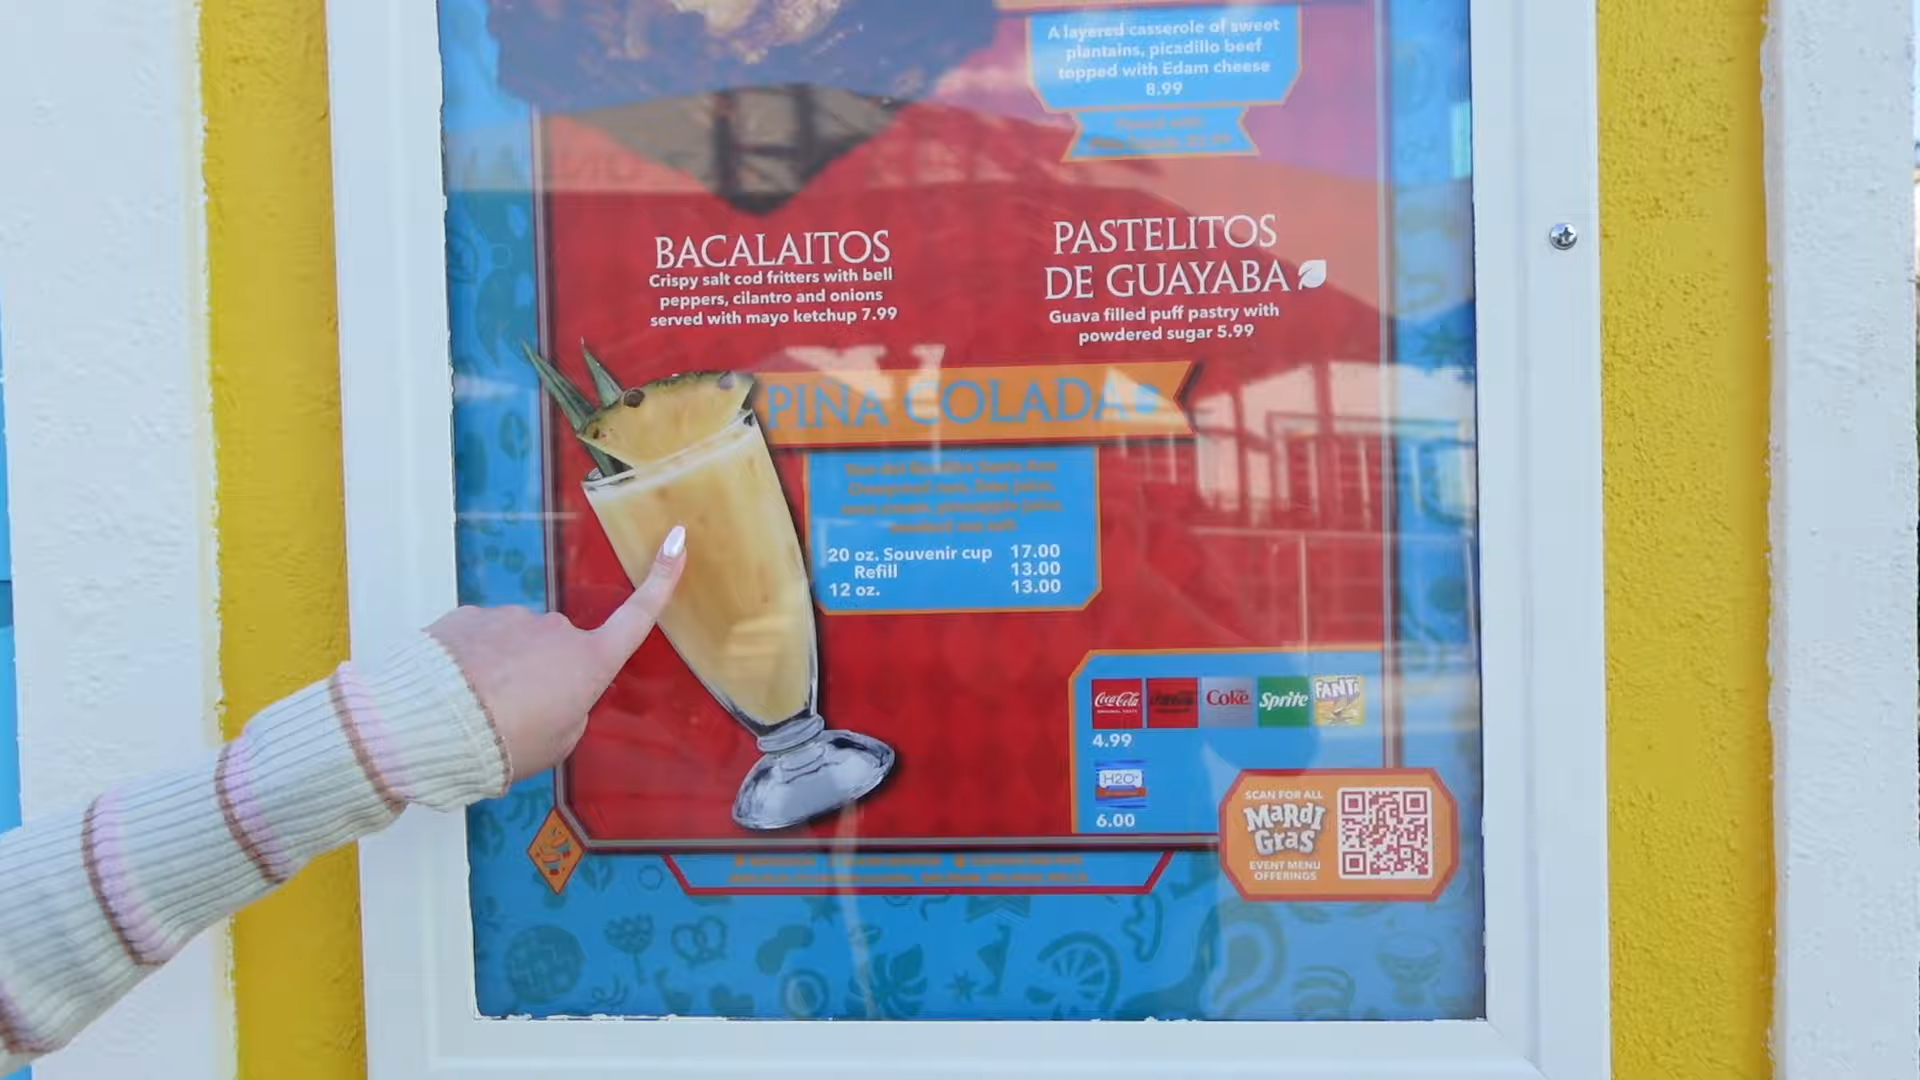 A layered casserole of sweet
plantains, picadillo beef
topped with Edam cheese
8.99
BACALAITOS
Crispy salt cod fritters with bell
peppers, cilantro and onions
served with mayo ketchup 7.99
PASTELITOS
DE GUAYABA
Guava filled puff pastry with
powdered sugar 5.99
PIÑA COLADA
20 oz. Souvenir cup 17.00
Refill 13.00
12 oz. 13.00
Coca-Cola
ORIGINAL TASTE
Coke
Sprite
FANTA
4.99
H2O
6.00
SCAN FOR ALL
MARDI
GRAS
EVENT MENU
OFFERINGS